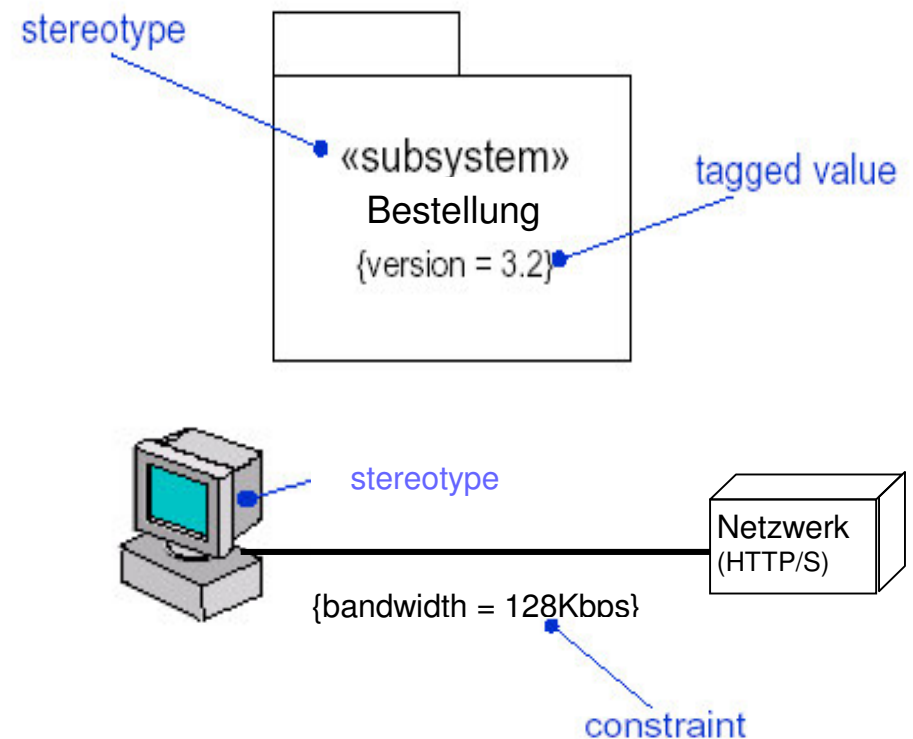 stereotype
«subsystem»
tagged value
Bestellung
{version = 3.2}
stereotype
Netzwerk
(HTTP/S)
{bandwidth = 128Kbps}
constraint